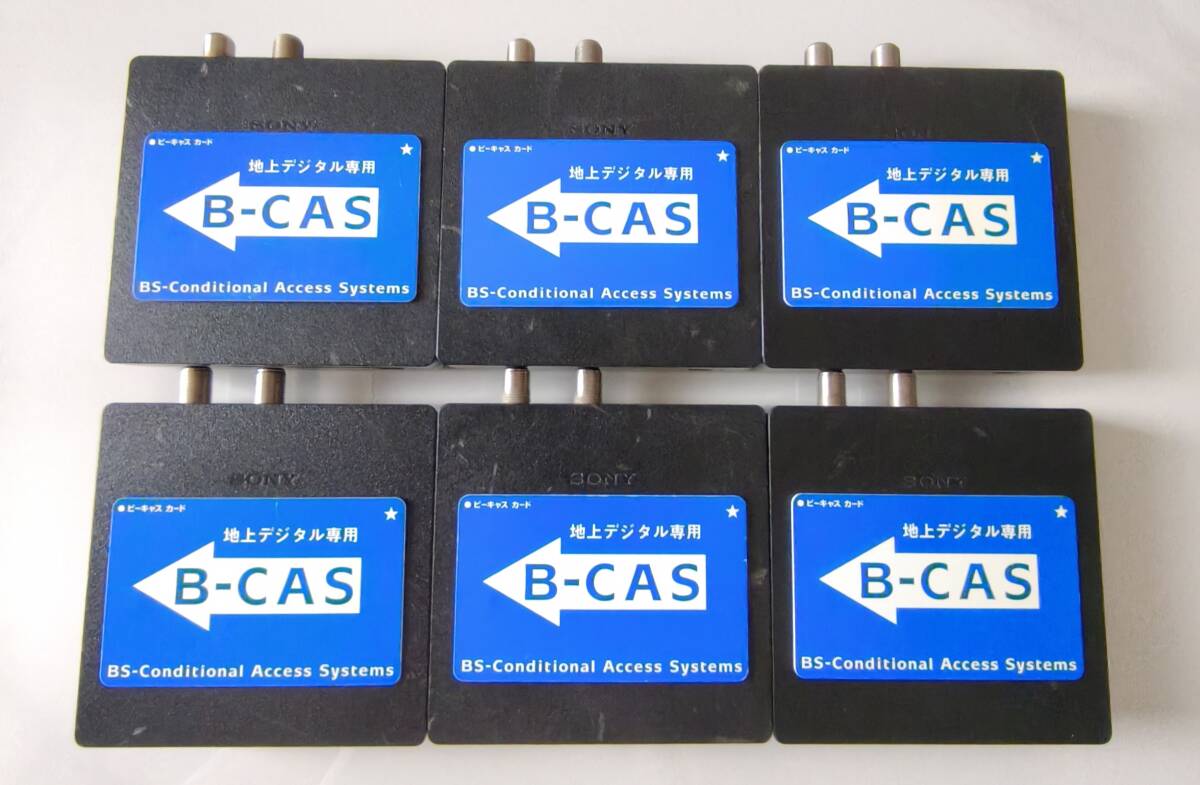 SONY
● ビーキャス カード ★
地上デジタル専用
B-CAS
BS-Conditional Access Systems
SONY
● ビーキャス カード ★
地上デジタル専用
B-CAS
BS-Conditional Access Systems
● ビーキャス カード ★
地上デジタル専用
B-CAS
BS-Conditional Access Systems
SONY
● ビーキャス カード ★
地上デジタル専用
B-CAS
BS-Conditional Access Systems
SONY
● ビーキャス カード ★
地上デジタル専用
B-CAS
BS-Conditional Access Systems
SONY
● ビーキャス カード ★
地上デジタル専用
B-CAS
BS-Conditional Access Systems